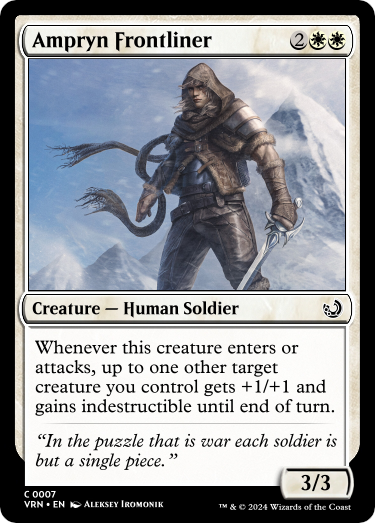 Ampryn Frontliner 2
Creature — Human Soldier
Whenever this creature enters or
attacks, up to one other target
creature you control gets +1/+1 and
gains indestructible until end of turn.
“In the puzzle that is war each soldier is
but a single piece.”
3/3
C 0007
VRN • EN Aleksey Iromonik
™ & © 2024 Wizards of the Coast